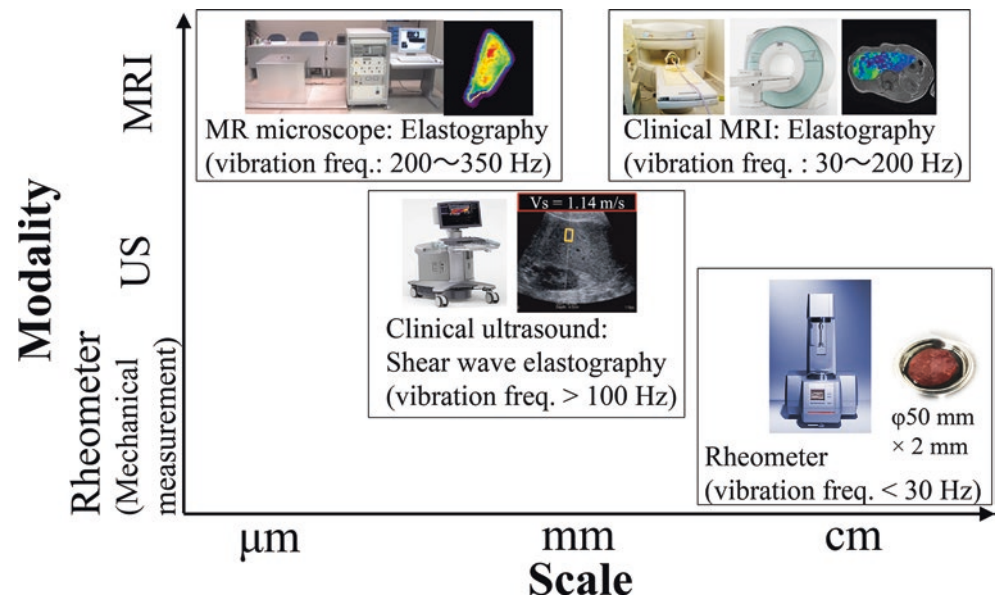 Modality
MRI
US
Rheometer
(Mechanical
measurement)
MR microscope: Elastography
(vibration freq.: 200～350 Hz)
Clinical MRI: Elastography
(vibration freq. : 30～200 Hz)
Vs = 1.14 m/s
Clinical ultrasound:
Shear wave elastography
(vibration freq. > 100 Hz)
φ50 mm
× 2 mm
Rheometer
(vibration freq. < 30 Hz)
μm
mm
cm
Scale